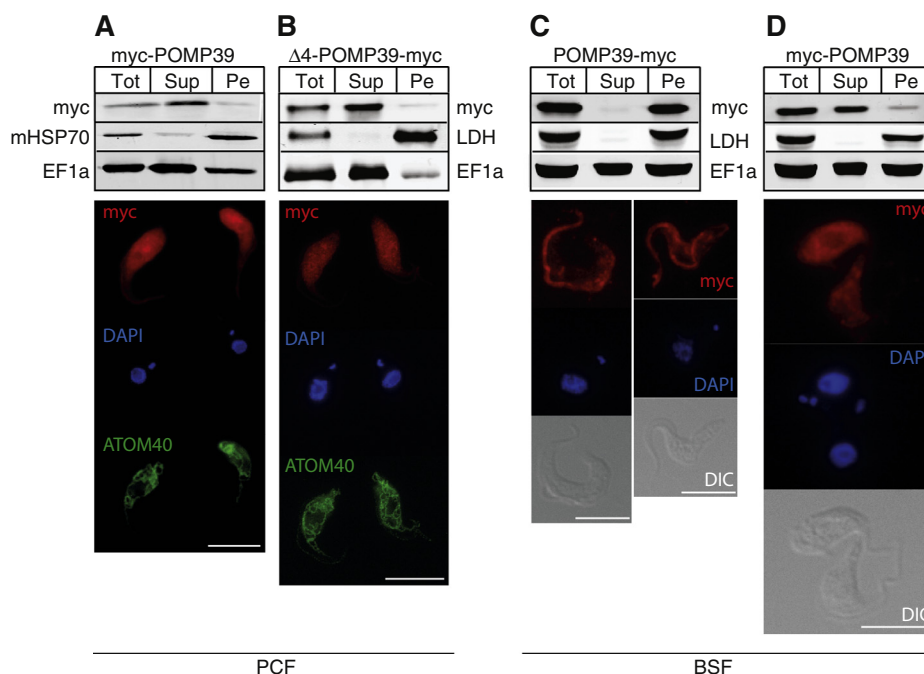 A
myc-POMP39
Tot Sup Pe
myc
mHSP70
EF1a
myc
DAPI
ATOM40
B
Δ4-POMP39-myc
Tot Sup Pe
myc
LDH
EF1a
myc
DAPI
ATOM40
PCF
C
POMP39-myc
Tot Sup Pe
myc
DAPI
DIC
D
myc-POMP39
Tot Sup Pe
myc
LDH
EF1a
myc
DAPI
DIC
BSF